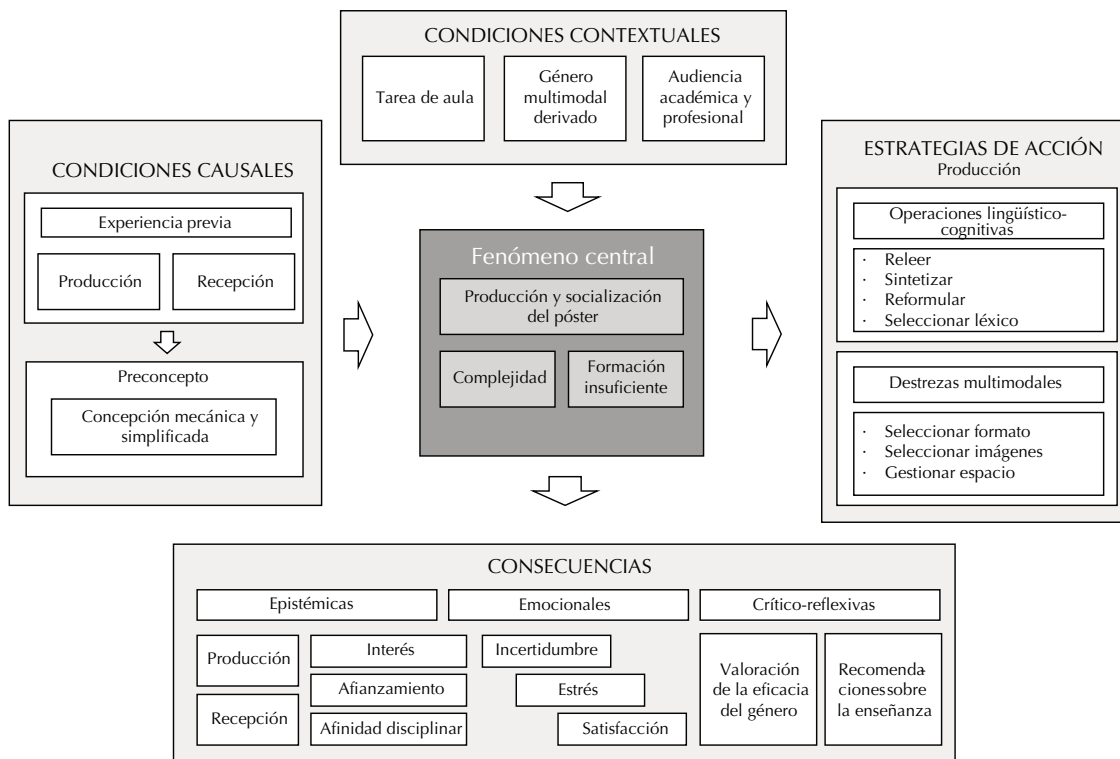 CONDICIONES CONTEXTUALES
Tarea de aula
Género
multimodal
derivado
Audiencia
académica y
profesional
CONDICIONES CAUSALES
Experiencia previa
Producción
Recepción
Preconcepto
Concepción mecánica y
simplificada
Fenómeno central
Producción y socialización
del póster
Complejidad
Formación
insuficiente
ESTRATEGIAS DE ACCIÓN
Producción
Operaciones lingüístico-
cognitivas
· Releer
· Sintetizar
· Reformular
· Seleccionar léxico
Destrezas multimodales
· Seleccionar formato
· Seleccionar imágenes
· Gestionar espacio
CONSECUENCIAS
Epistémicas
Producción
Recepción
Interés
Afianzamiento
Afinidad disciplinar
Emocionales
Incertidumbre
Estrés
Satisfacción
Crítico-reflexivas
Valoración
de la eficacia
del género
Recomenda-
cionessobre
la enseñanza